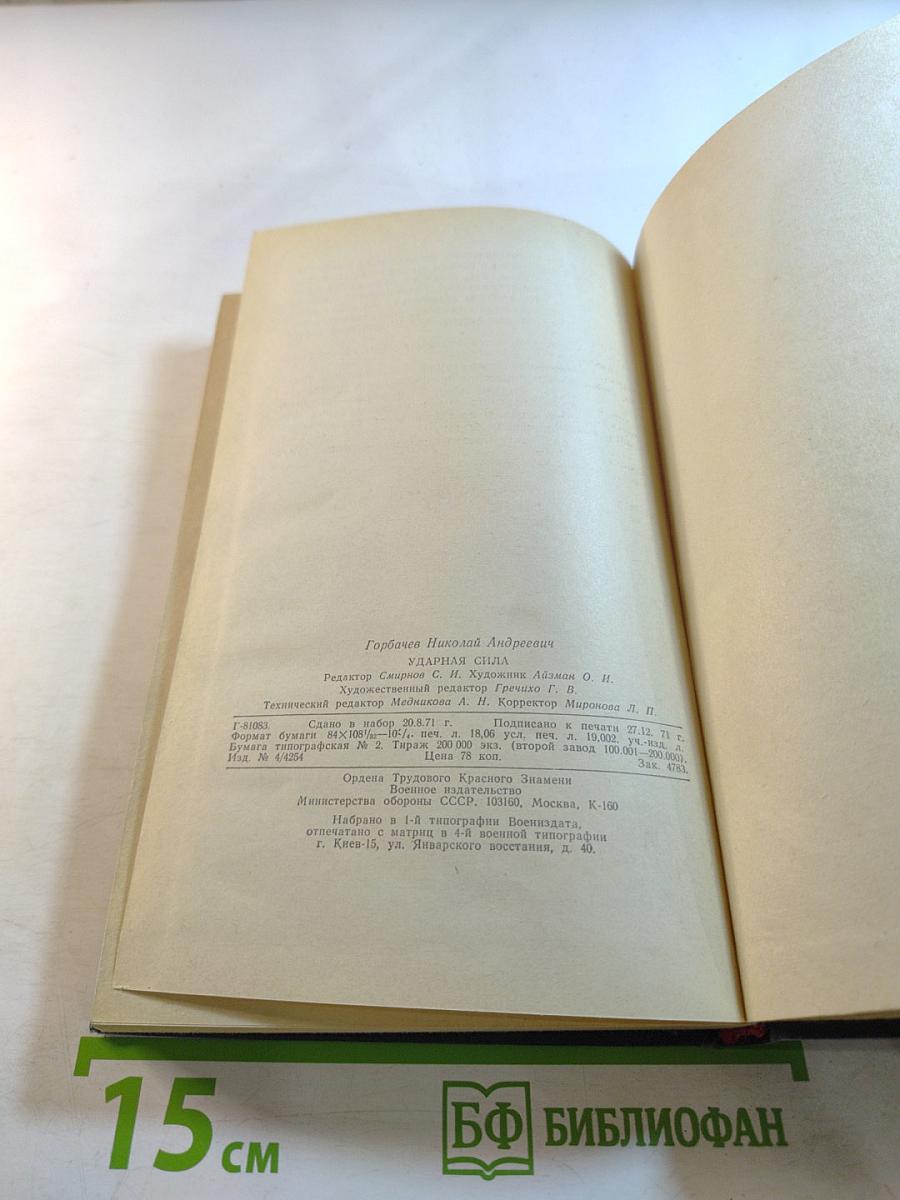 Горбачев Николай Андреевич
УДАРНАЯ СИЛА
Редактор Смирнов С. И. Художник Айзман О. И.
Художественный редактор Гречихо Г. В.
Технический редактор Медникова А. Н. Корректор Миронова Л. П.
Г-81083. Сдано в набор 20.8.71 г. Подписано к печати 27.12. 71 г.
Формат бумаги 84×108¹/₃₂—10²/₄. печ. л. 18,06 усл. печ. л. 19,002. уч.-изд. л.
Бумага типографская № 2. Тираж 200 000 экз. (второй завод 100.001—200.000).
Изд. № 4/4254 Цена 78 коп. Зак. 4783.
Ордена Трудового Красного Знамени
Военное издательство
Министерства обороны СССР, 103160, Москва, К-160
Набрано в 1-й типографии Воениздата,
отпечатано с матриц в 4-й военной типографии
г. Киев-15, ул. Январского восстания, д. 40.
15 см
БФ БИБЛИОФАН